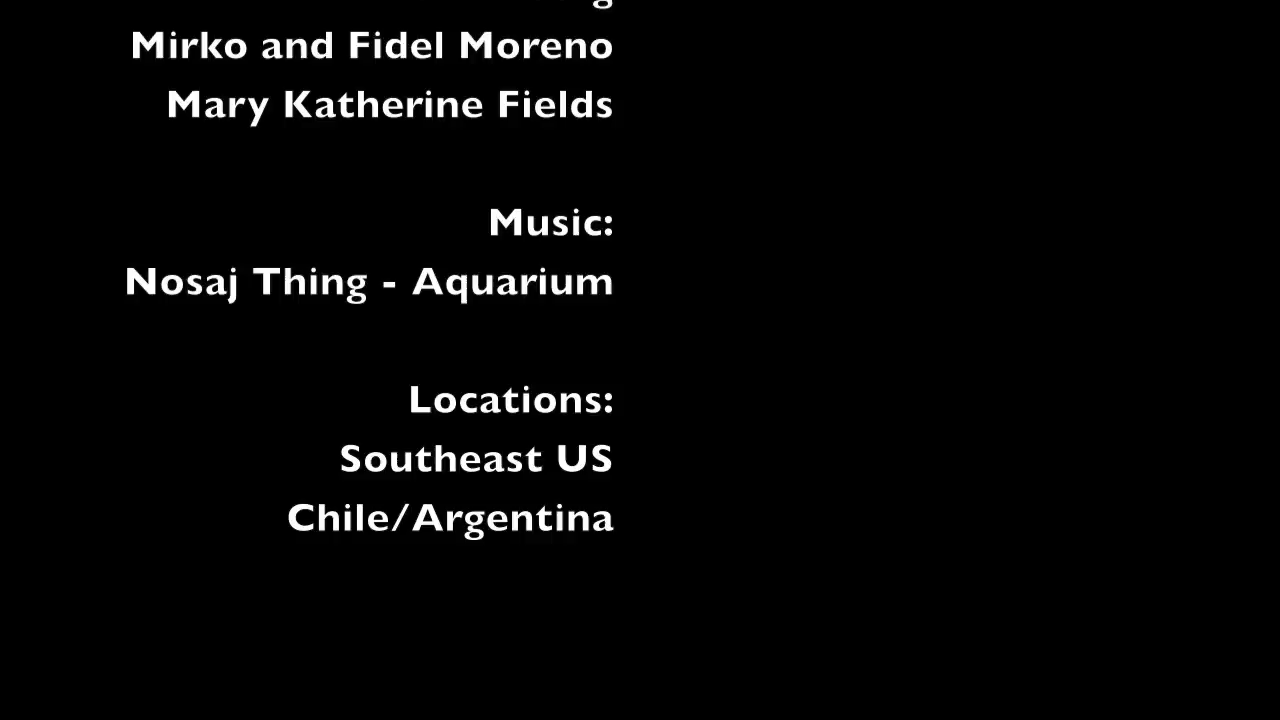 Mirko and Fidel Moreno
Mary Katherine Fields
Music:
Nosaj Thing - Aquarium
Locations:
Southeast US
Chile/Argentina